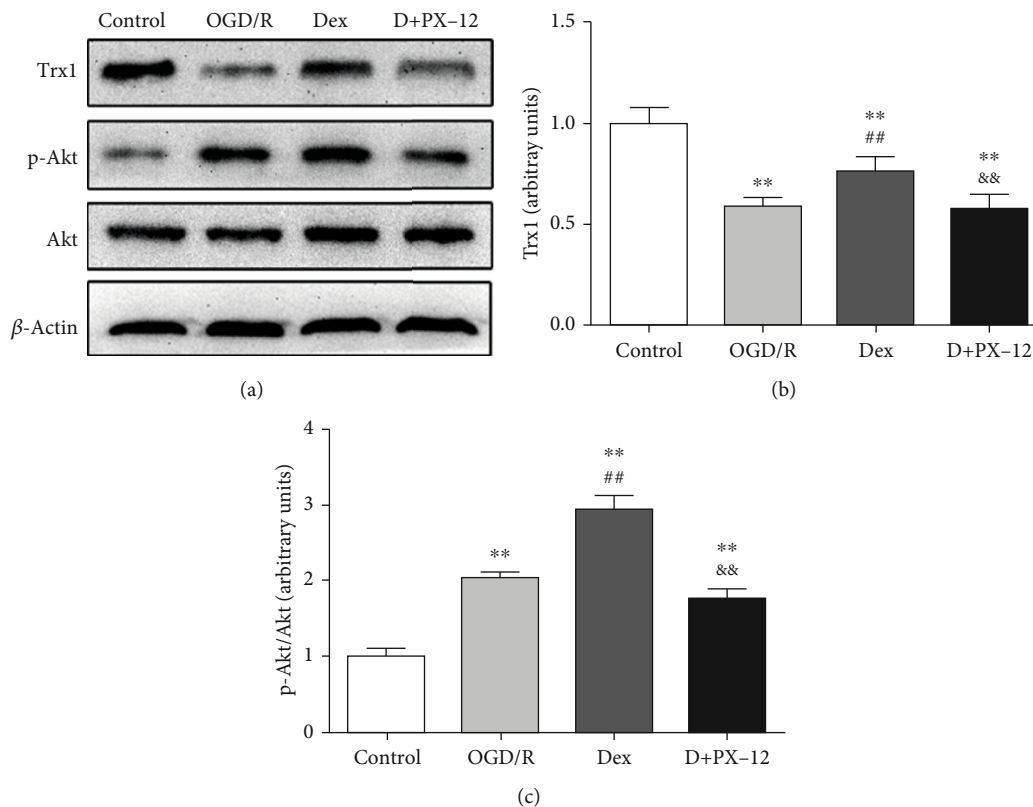 Control OGD/R Dex D+PX–12
Trx1
p-Akt
Akt
β-Actin
(a)
Trx1 (arbitray units)
1.5
1.0
0.5
0.0
**
**
##
**
&&
Control OGD/R Dex D+PX–12
(b)
p-Akt/Akt (arbitrary units)
4
3
2
1
0
**
**
##
**
&&
Control OGD/R Dex D+PX–12
(c)